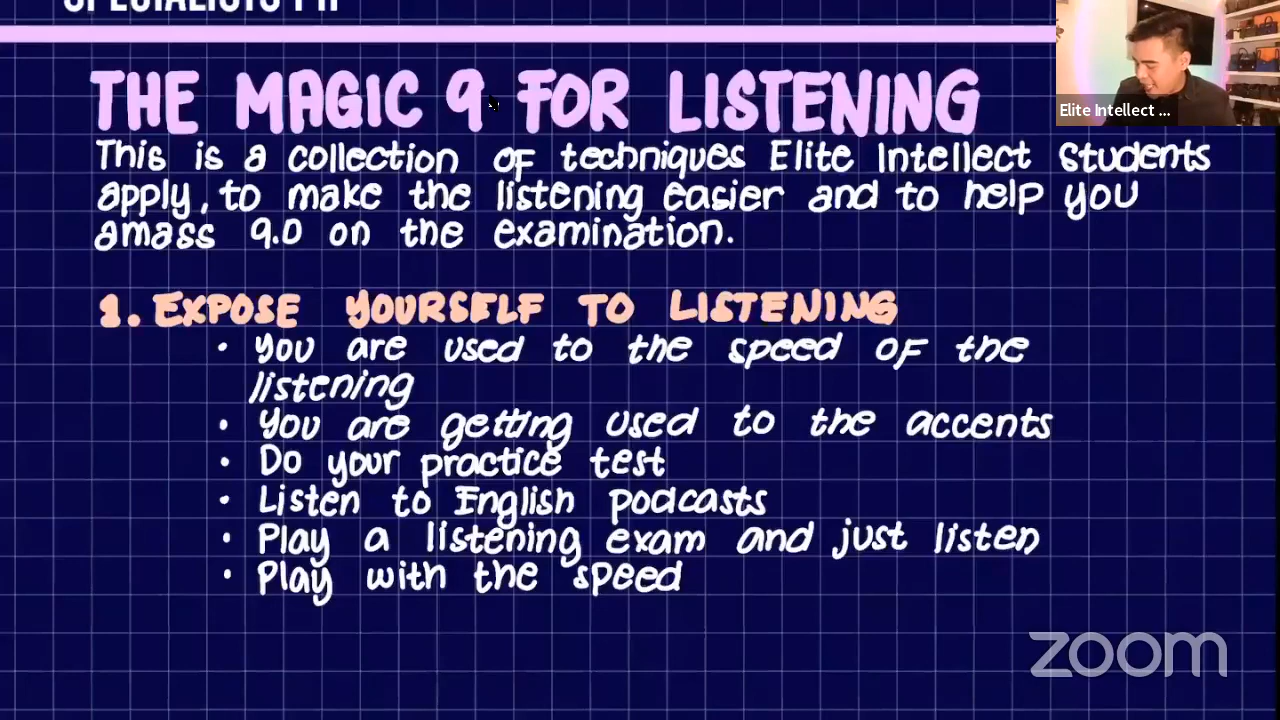 THE MAGIC 9 FOR LISTENING
This is a collection of techniques Elite Intellect Students
apply, to make the listening easier and to help you
amass 9.0 on the examination.
1. EXPOSE YOURSELF TO LISTENING
• You are used to the speed of the
listening
• You are getting used to the accents
• Do your practice test
• Listen to English podcasts
• Play a listening exam and just listen
• Play with the speed
Elite Intellect ...
zoom